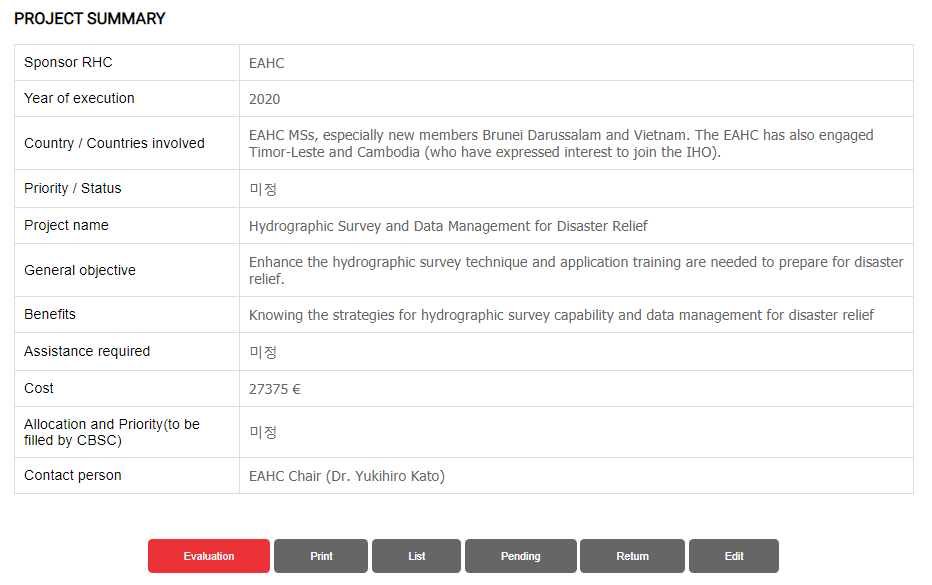 PROJECT SUMMARY
Sponsor RHC
EAHC
Year of execution
2020
Country / Countries involved
EAHC MSs, especially new members Brunei Darussalam and Vietnam. The EAHC has also engaged
Timor-Leste and Cambodia (who have expressed interest to join the IHO).
Priority / Status
미정
Project name
Hydrographic Survey and Data Management for Disaster Relief
General objective
Enhance the hydrographic survey technique and application training are needed to prepare for disaster
relief.
Benefits
Knowing the strategies for hydrographic survey capability and data management for disaster relief
Assistance required
미정
Cost
27375 €
Allocation and Priority(to be
filled by CBSC)
미정
Contact person
EAHC Chair (Dr. Yukihiro Kato)
Evaluation
Print
List
Pending
Return
Edit